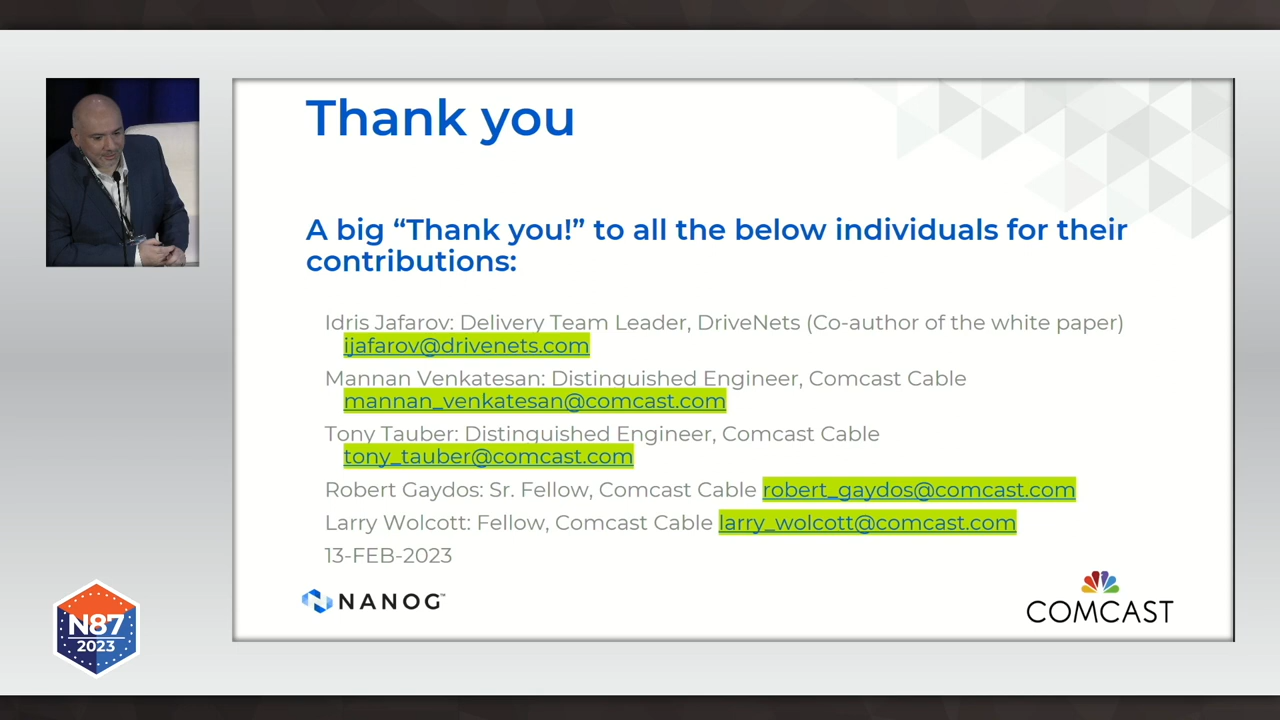 Thank you
A big “Thank you!” to all the below individuals for their
contributions:
Idris Jafarov: Delivery Team Leader, DriveNets (Co-author of the white paper)
ijafarov@drivenets.com
Mannan Venkatesan: Distinguished Engineer, Comcast Cable
mannan_venkatesan@comcast.com
Tony Tauber: Distinguished Engineer, Comcast Cable
tony_tauber@comcast.com
Robert Gaydos: Sr. Fellow, Comcast Cable robert_gaydos@comcast.com
Larry Wolcott: Fellow, Comcast Cable larry_wolcott@comcast.com
13-FEB-2023
NANOG™
COMCAST
N87
2023